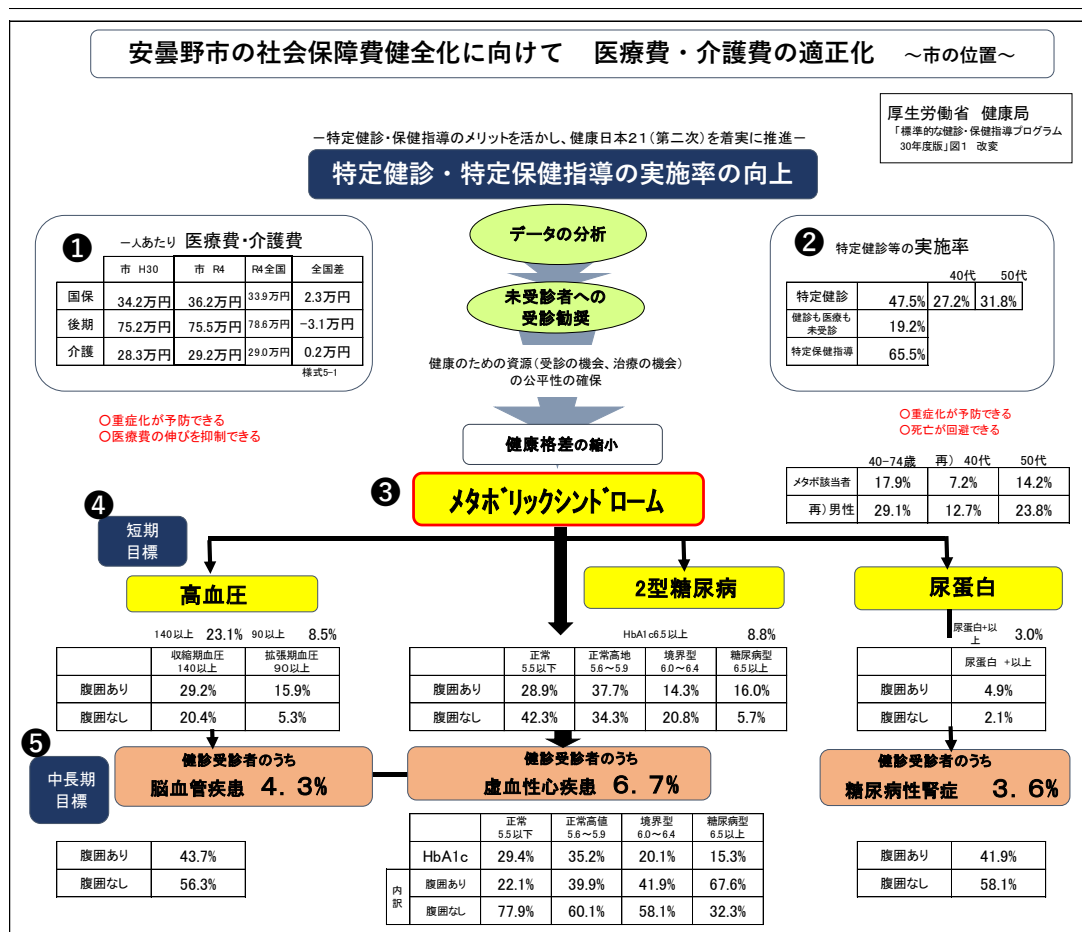 安曇野市の社会保障費健全化に向けて　医療費・介護費の適正化　～市の位置～
厚生労働省　健康局
「標準的な健診・保健指導プログラム
30年度版」図1　改変
－特定健診・保健指導のメリットを活かし、健康日本２１（第二次）を着実に推進－
特定健診・特定保健指導の実施率の向上
❶ 一人あたり 医療費・介護費
市 H30 市 R4 R4全国 全国差
国保 34.2万円 36.2万円 33.9万円 2.3万円
後期 75.2万円 75.5万円 78.6万円 −3.1万円
介護 28.3万円 29.2万円 29.0万円 0.2万円
様式5-1
データの分析
未受診者への
受診勧奨
健康のための資源（受診の機会、治療の機会）
の公平性の確保
健康格差の縮小
❷ 特定健診等の実施率
40代 50代
特定健診 47.5% 27.2% 31.8%
健診も医療も
未受診 19.2%
特定保健指導 65.5%
○重症化が予防できる
○医療費の伸びを抑制できる
○重症化が予防できる
○死亡が回避できる
❸ メタボリックシンドローム
40-74歳 再） 40代 50代
メタボ該当者 17.9% 7.2% 14.2%
再）男性 29.1% 12.7% 23.8%
❹
短期
目標
高血圧
140以上 23.1% 90以上 8.5%
収縮期血圧 拡張期血圧
140以上 ９０以上
腹囲あり 29.2% 15.9%
腹囲なし 20.4% 5.3%
2型糖尿病
HbA1c6.5以上 8.8%
正常 正常高地 境界型 糖尿病型
5.5以下 5.6～5.9 6.0～6.4 6.5以上
腹囲あり 28.9% 37.7% 14.3% 16.0%
腹囲なし 42.3% 34.3% 20.8% 5.7%
尿蛋白
尿蛋白+以
上 3.0%
尿蛋白 +以上
腹囲あり 4.9%
腹囲なし 2.1%
❺
中長期
目標
健診受診者のうち
脳血管疾患 ４．３%
健診受診者のうち
虚血性心疾患 ６．７%
健診受診者のうち
糖尿病性腎症 ３．６%
腹囲あり 43.7%
腹囲なし 56.3%
正常 正常高値 境界型 糖尿病型
5.5以下 5.6～5.9 6.0～6.4 6.5以上
HbA1c 29.4% 35.2% 20.1% 15.3%
内訳
腹囲あり 22.1% 39.9% 41.9% 67.6%
腹囲なし 77.9% 60.1% 58.1% 32.3%
腹囲あり 41.9%
腹囲なし 58.1%